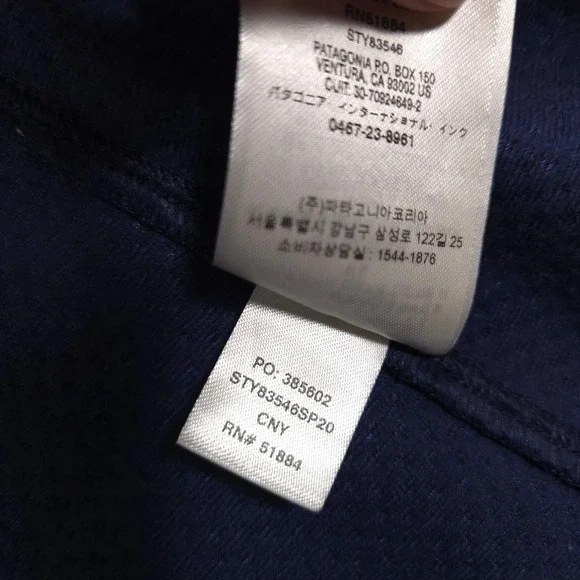 RN51884
STY83546
PATAGONIA P.O. BOX 150
VENTURA, CA 93002 US
CUIT: 30-70924649-2
パタゴニア・インターナショナル・インク
0467-23-8961
(주)파타고니아코리아
서울특별시 강남구 삼성로 122길 25
소비자상담실 : 1544-1876
PO: 385602
STY83546SP20
CNY
RN# 51884